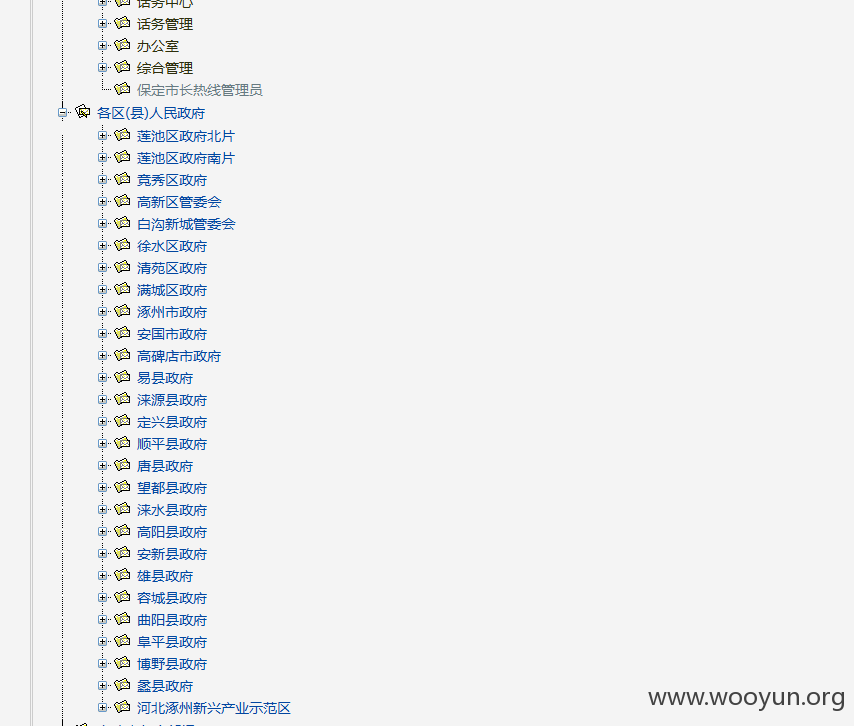 话务中心
话务管理
办公室
综合管理
保定市长热线管理员
各区(县)人民政府
莲池区政府北片
莲池区政府南片
竞秀区政府
高新区管委会
白沟新城管委会
徐水区政府
清苑区政府
满城区政府
涿州市政府
安国市政府
高碑店市政府
易县政府
涞源县政府
定兴县政府
顺平县政府
唐县政府
望都县政府
涞水县政府
高阳县政府
安新县政府
雄县政府
容城县政府
曲阳县政府
阜平县政府
博野县政府
蠡县政府
河北涿州新兴产业示范区
www.wooyun.org